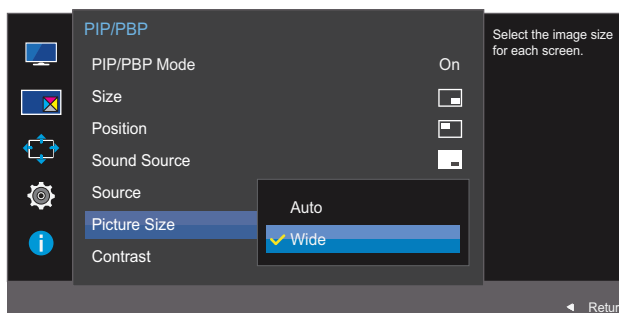 PIP/PBP
Select the image size
for each screen.
PIP/PBP Mode On
Size
Position
Sound Source
Source
Auto
Picture Size
Wide
Contrast
Retur